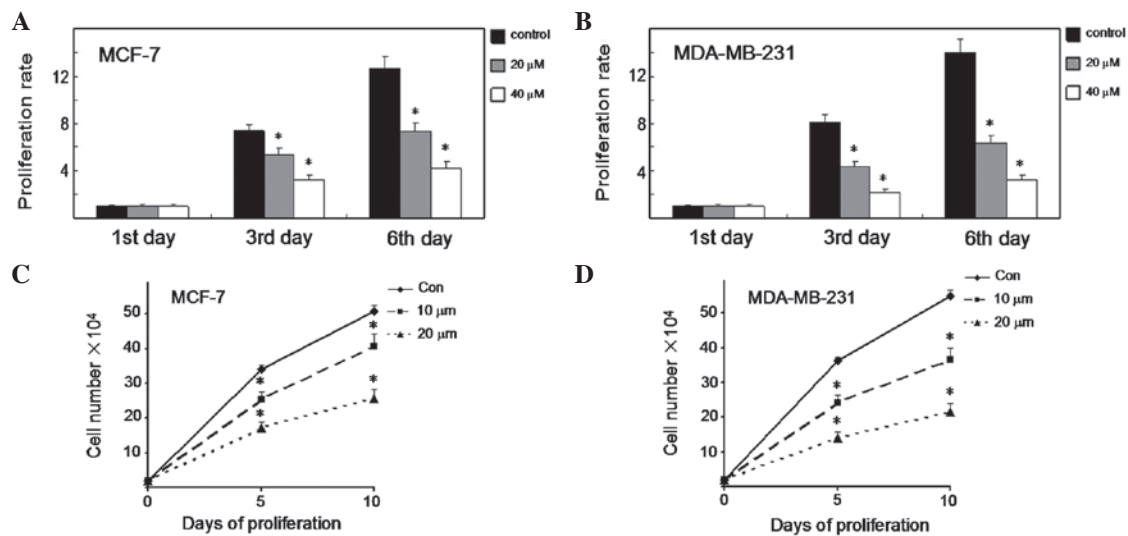 A
MCF-7
Proliferation rate
12
8
4
*
*
*
*
1st day
3rd day
6th day
control
20 μM
40 μM
B
MDA-MB-231
Proliferation rate
12
8
4
*
*
*
*
1st day
3rd day
6th day
control
20 μM
40 μM
C
MCF-7
Cell number ×10⁴
50
40
30
20
10
*
*
*
*
0
5
10
Days of proliferation
Con
10 μm
20 μm
D
MDA-MB-231
Cell number ×10⁴
50
40
30
20
10
*
*
*
*
0
5
10
Days of proliferation
Con
10 μm
20 μm